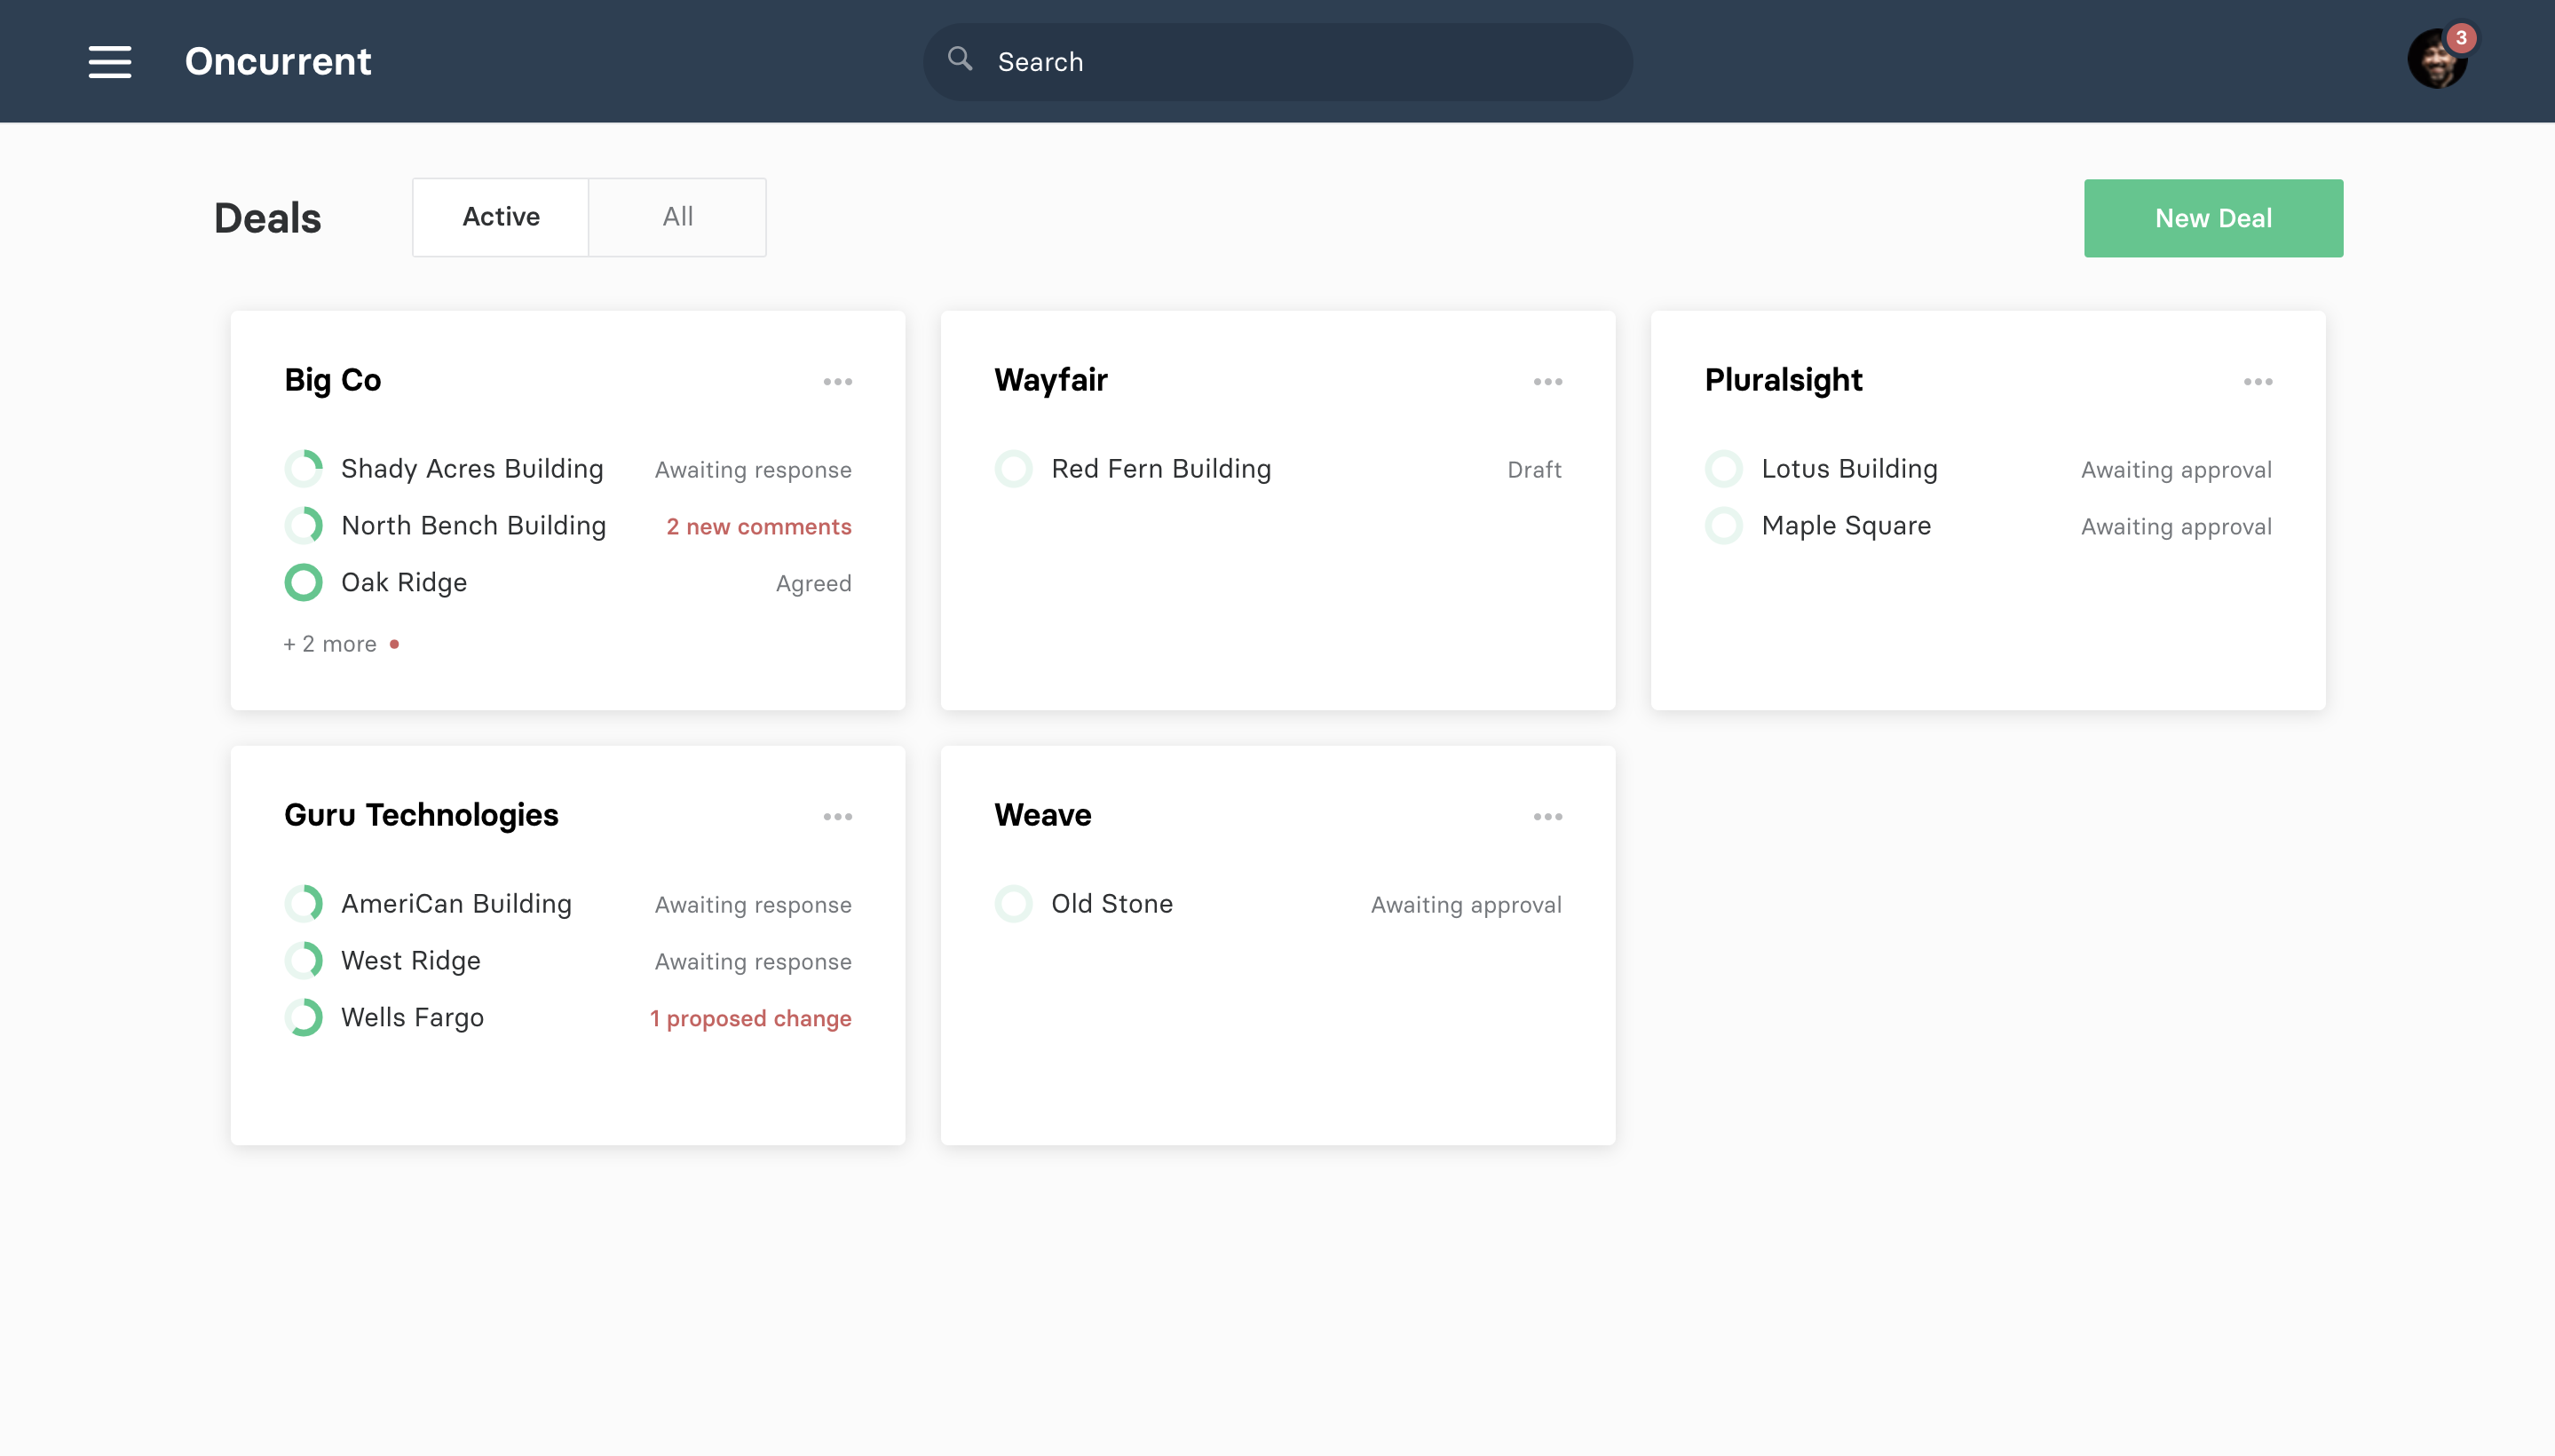 Oncurrent
Search
3
Deals
Active
All
New Deal
Big Co
Shady Acres Building Awaiting response
North Bench Building 2 new comments
Oak Ridge Agreed
+ 2 more
Wayfair
Red Fern Building Draft
Pluralsight
Lotus Building Awaiting approval
Maple Square Awaiting approval
Guru Technologies
AmeriCan Building Awaiting response
West Ridge Awaiting response
Wells Fargo 1 proposed change
Weave
Old Stone Awaiting approval